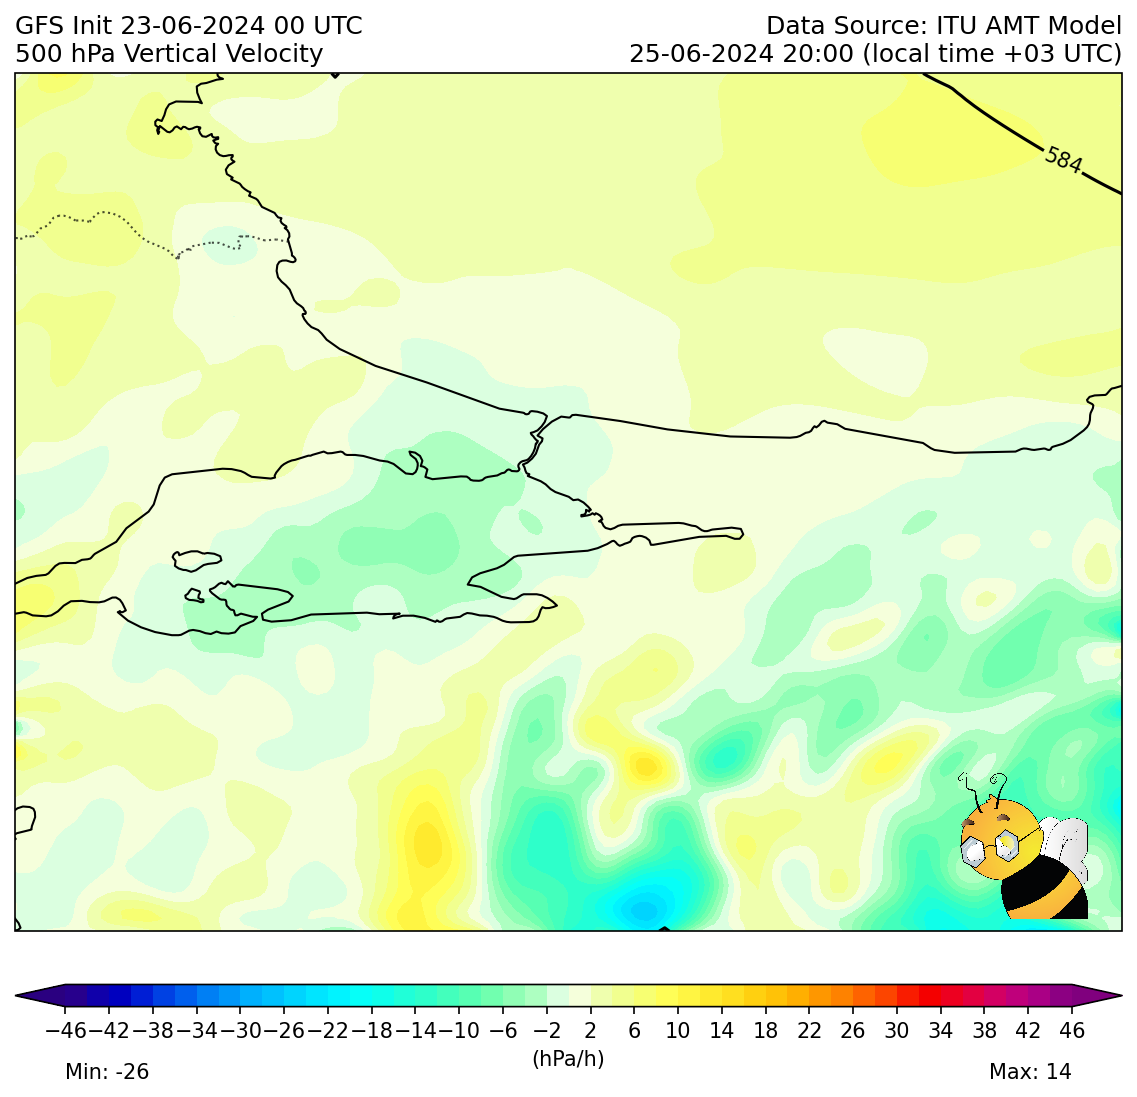 GFS Init 23-06-2024 00 UTC
Data Source: ITU AMT Model
500 hPa Vertical Velocity
25-06-2024 20:00 (local time +03 UTC)
584
−46 −42 −38 −34 −30 −26 −22 −18 −14 −10 −6 −2 2 6 10 14 18 22 26 30 34 38 42 46
(hPa/h)
Min: -26
Max: 14